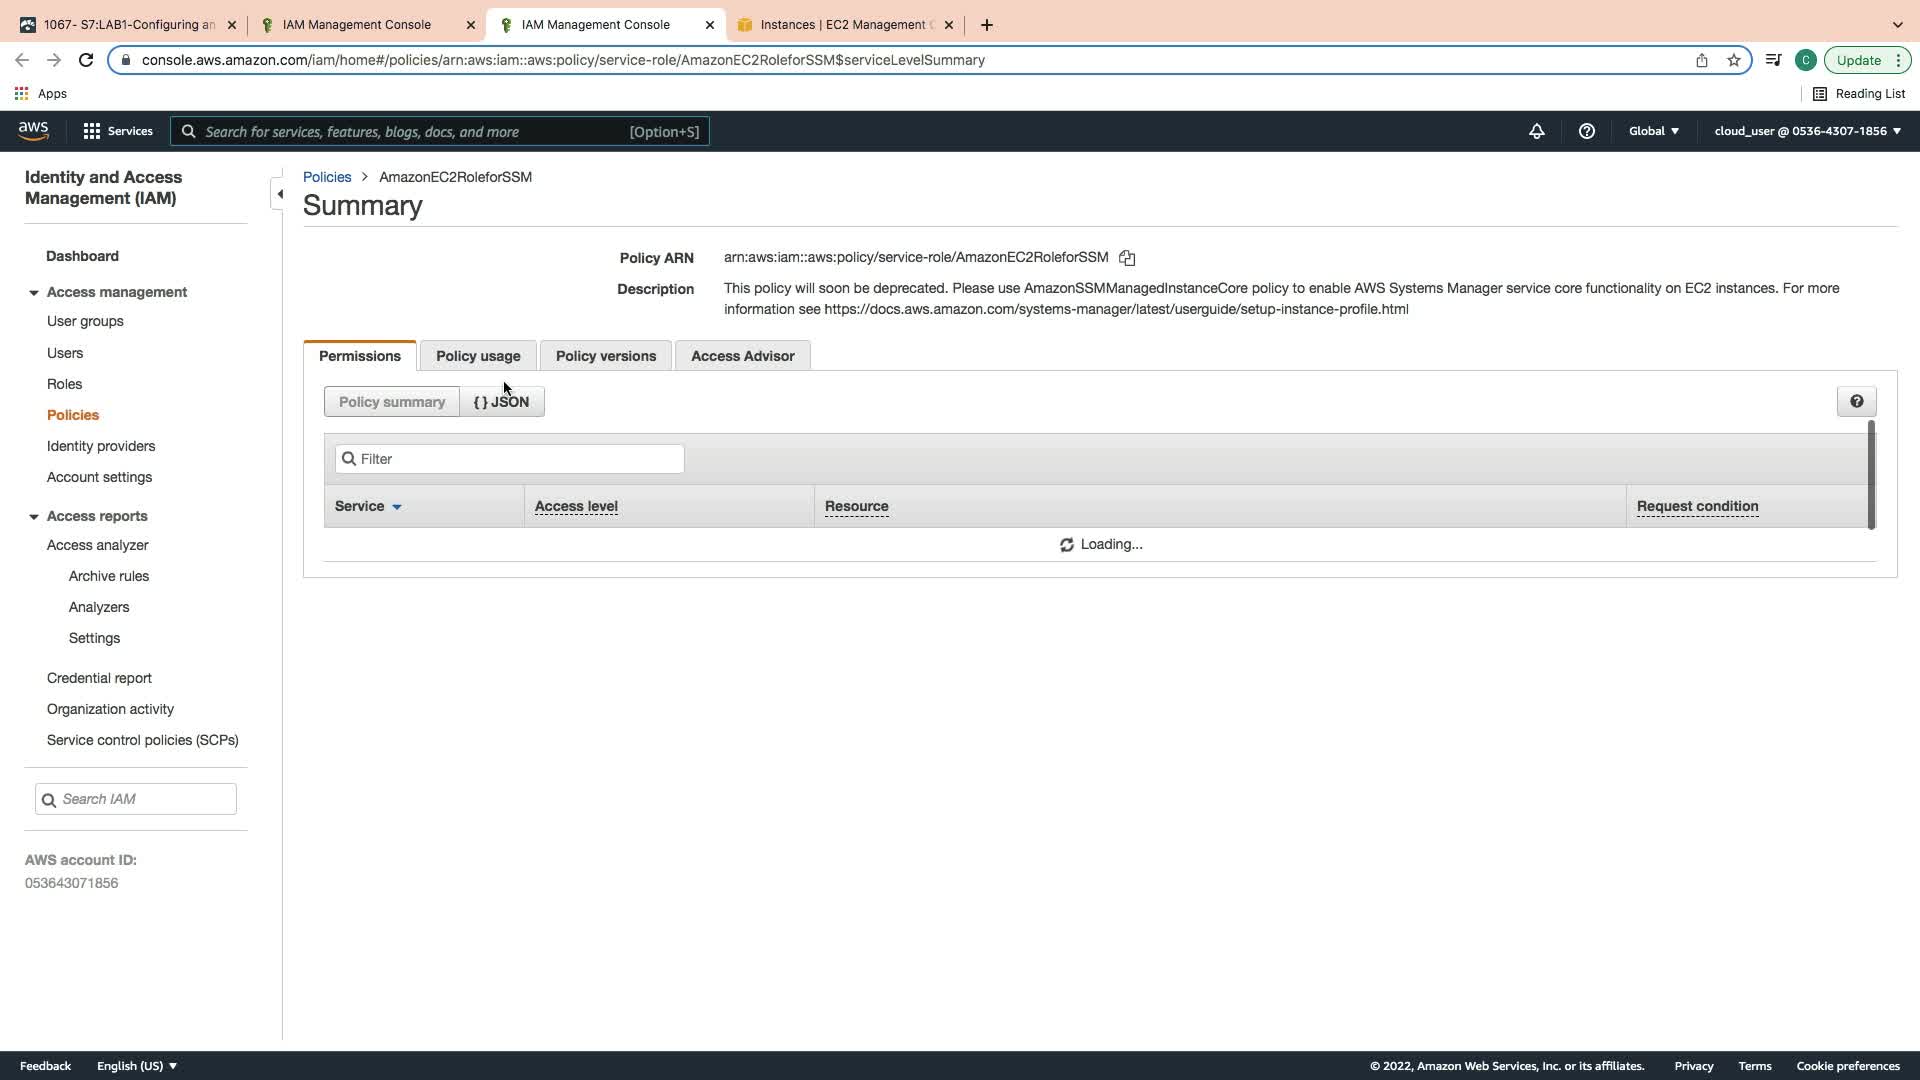 1067- S7:LAB1-Configuring an
IAM Management Console
IAM Management Console
Instances | EC2 Management C
console.aws.amazon.com/iam/home#/policies/arn:aws:iam::aws:policy/service-role/AmazonEC2RoleforSSM$serviceLevelSummary
C
Update
Apps
Reading List
aws
Services
Search for services, features, blogs, docs, and more
[Option+S]
Global
cloud_user @ 0536-4307-1856
Identity and Access
Management (IAM)
Dashboard
Access management
User groups
Users
Roles
Policies
Identity providers
Account settings
Access reports
Access analyzer
Archive rules
Analyzers
Settings
Credential report
Organization activity
Service control policies (SCPs)
Search IAM
AWS account ID:
053643071856
Policies > AmazonEC2RoleforSSM
Summary
Policy ARN arn:aws:iam::aws:policy/service-role/AmazonEC2RoleforSSM
Description This policy will soon be deprecated. Please use AmazonSSMManagedInstanceCore policy to enable AWS Systems Manager service core functionality on EC2 instances. For more
information see https://docs.aws.amazon.com/systems-manager/latest/userguide/setup-instance-profile.html
Permissions
Policy usage
Policy versions
Access Advisor
Policy summary
{ } JSON
?
Filter
Service
Access level
Resource
Request condition
Loading...
Feedback
English (US)
© 2022, Amazon Web Services, Inc. or its affiliates.
Privacy
Terms
Cookie preferences